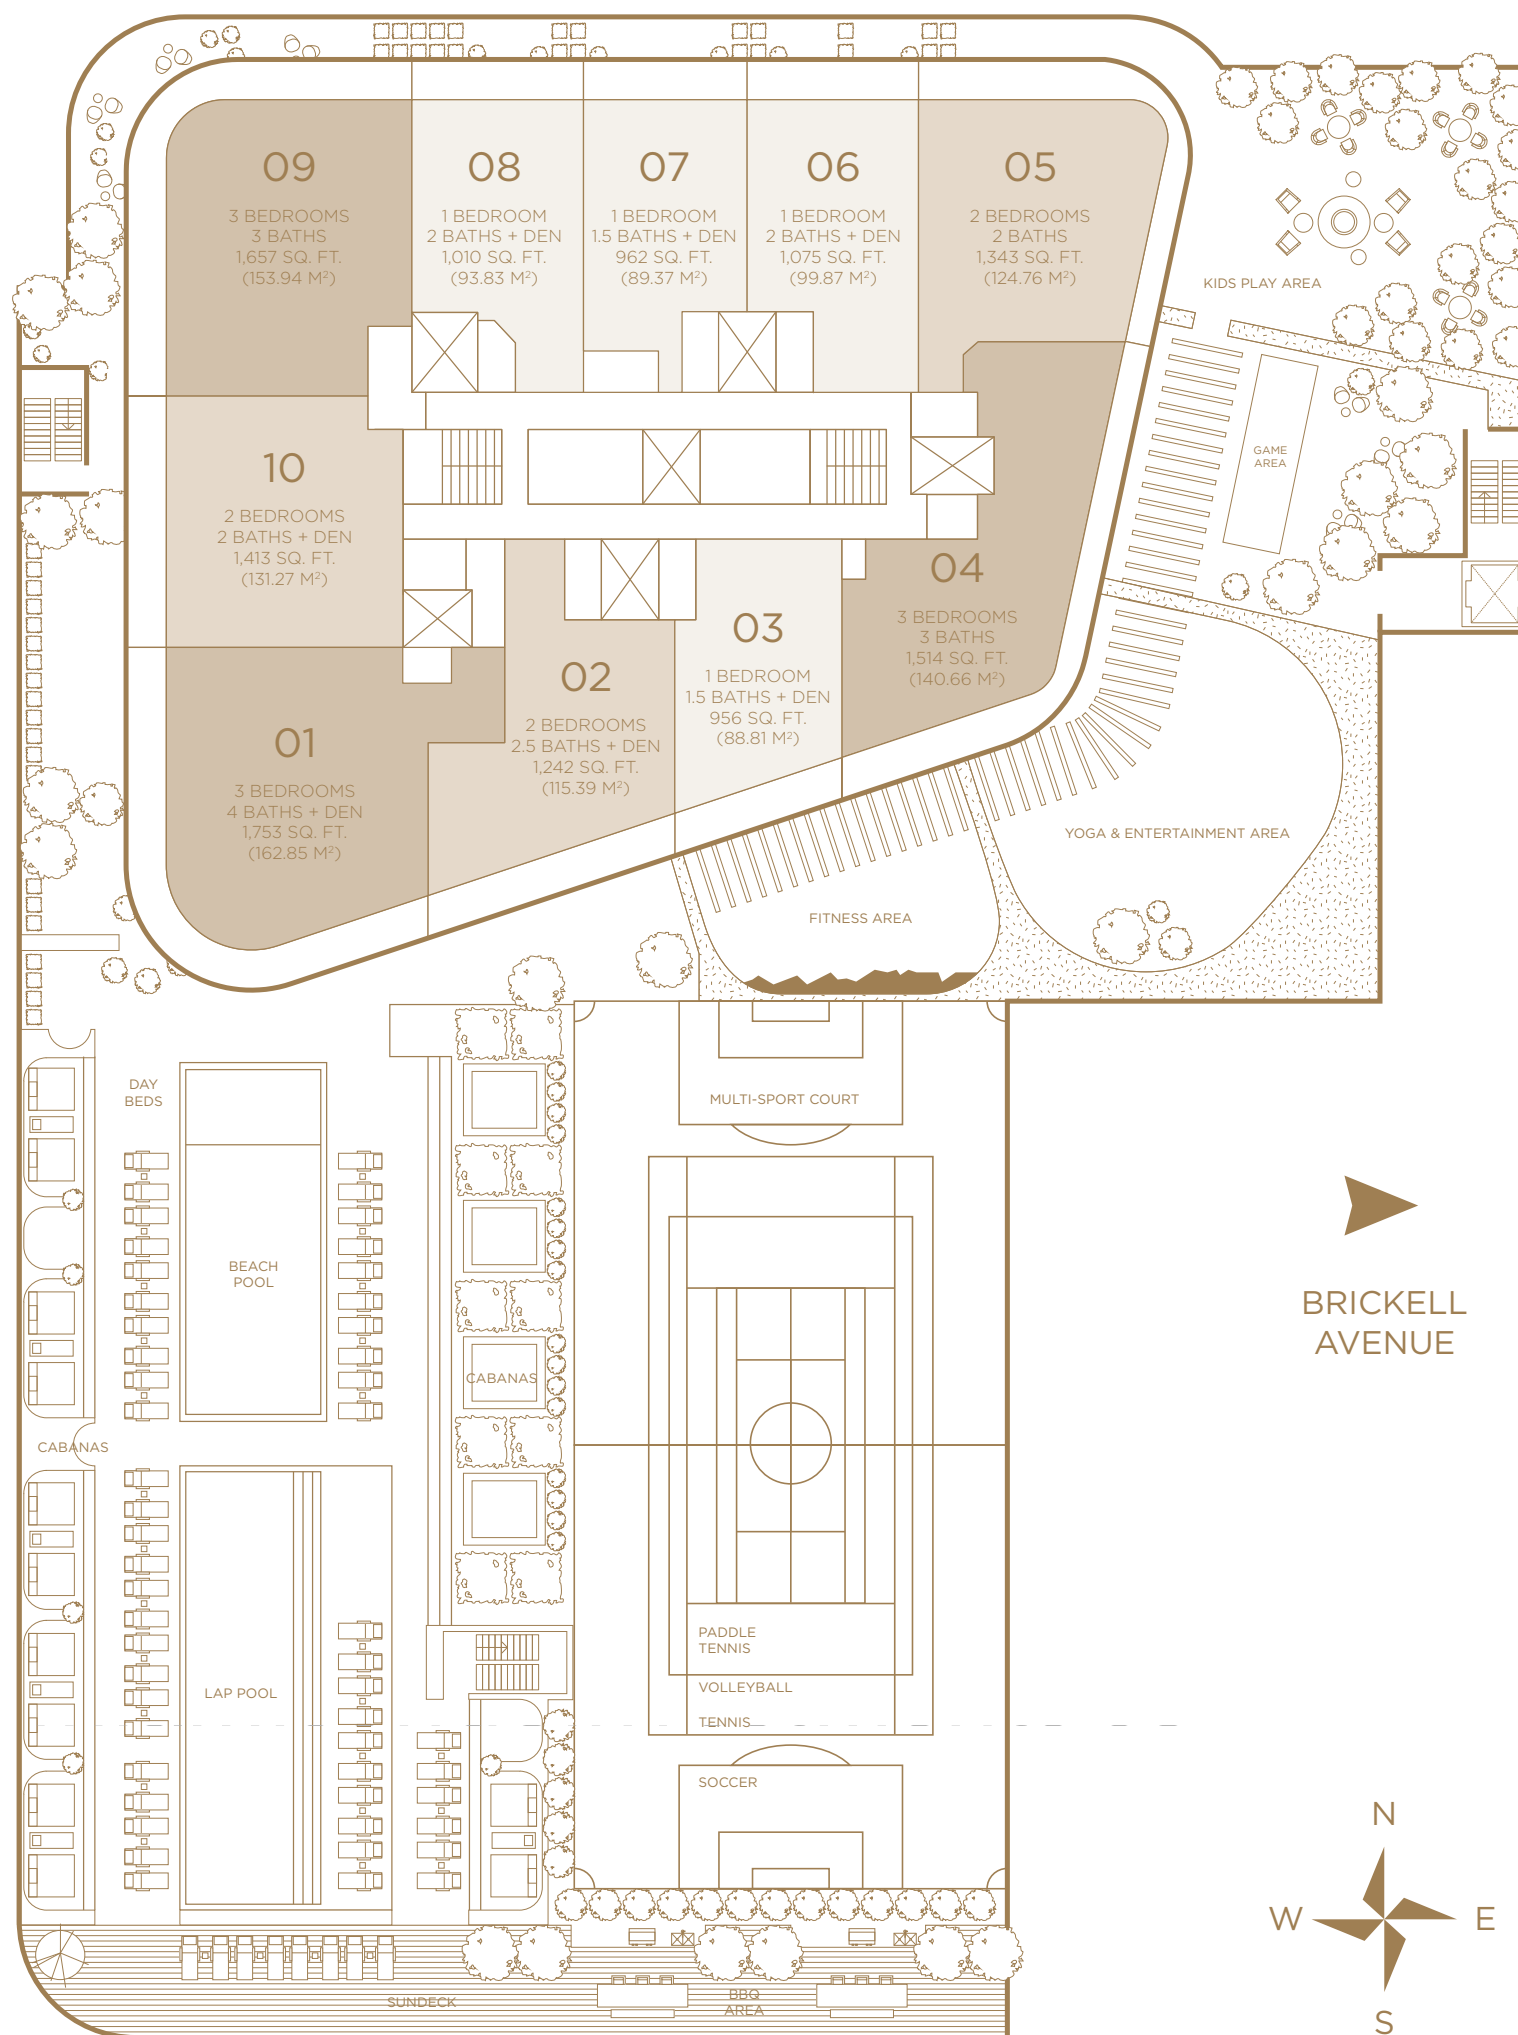 09
3 BEDROOMS
3 BATHS
1,657 SQ. FT.
(153.94 M²)
08
1 BEDROOM
2 BATHS + DEN
1,010 SQ. FT.
(93.83 M²)
07
1 BEDROOM
1.5 BATHS + DEN
962 SQ. FT.
(89.37 M²)
06
1 BEDROOM
2 BATHS + DEN
1,075 SQ. FT.
(99.87 M²)
05
2 BEDROOMS
2 BATHS
1,343 SQ. FT.
(124.76 M²)
KIDS PLAY AREA
GAME
AREA
10
2 BEDROOMS
2 BATHS + DEN
1,413 SQ. FT.
(131.27 M²)
04
3 BEDROOMS
3 BATHS
1,514 SQ. FT.
(140.66 M²)
03
1 BEDROOM
1.5 BATHS + DEN
956 SQ. FT.
(88.81 M²)
02
2 BEDROOMS
2.5 BATHS + DEN
1,242 SQ. FT.
(115.39 M²)
01
3 BEDROOMS
4 BATHS + DEN
1,753 SQ. FT.
(162.85 M²)
YOGA & ENTERTAINMENT AREA
FITNESS AREA
DAY
BEDS
MULTI-SPORT COURT
BEACH
POOL
BRICKELL
AVENUE
CABANAS
CABANAS
PADDLE
TENNIS
LAP POOL
VOLLEYBALL
TENNIS
SOCCER
N
W
E
S
SUNDECK
BBQ
AREA